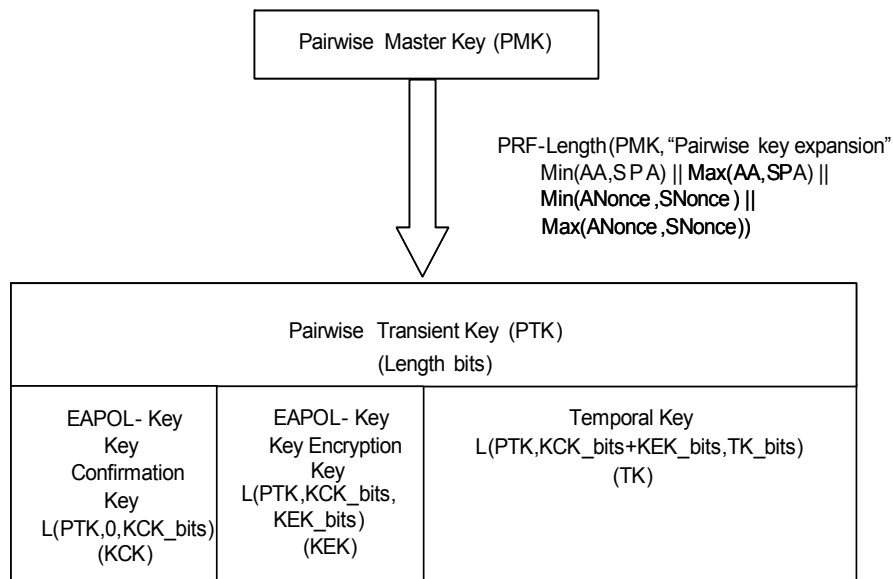 Pairwise Master Key (PMK)
PRF-Length(PMK, “Pairwise key expansion”
Min(AA,SPA) || Max(AA,SPA) ||
Min(ANonce,SNonce) ||
Max(ANonce,SNonce))
Pairwise Transient Key (PTK)
(Length bits)
EAPOL- Key
Key
Confirmation
Key
L(PTK,0,KCK_bits)
(KCK)
EAPOL- Key
Key Encryption
Key
L(PTK,KCK_bits,
KEK_bits)
(KEK)
Temporal Key
L(PTK,KCK_bits+KEK_bits,TK_bits)
(TK)